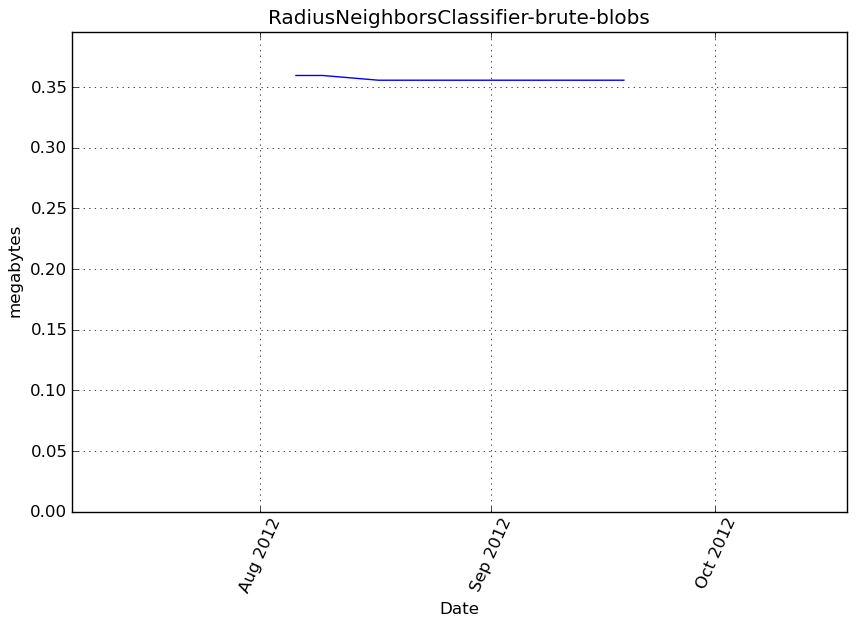 RadiusNeighborsClassifier-brute-blobs
0.35
0.30
0.25
0.20
0.15
0.10
0.05
0.00
megabytes
Aug 2012
Sep 2012
Oct 2012
Date